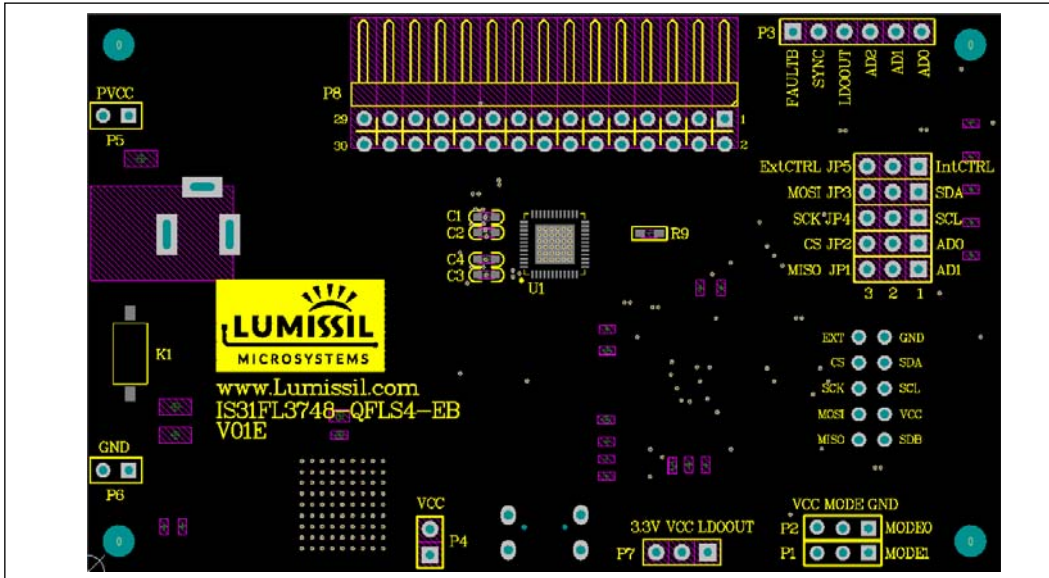 P3
FAULTB
SYNC
LDOOUT
AD2
AD1
AD0
P8
29
1
30
2
PVCC
P5
ExtCTRL JP5 IntCTRL
MOSI JP3 SDA
SCK JP4 SCL
CS JP2 AD0
MISO JP1 AD1
3 2 1
C1
C2
C4
C3
U1
R9
K1
LUMISSIL
MICROSYSTEMS
www.Lumissil.com
IS31FL3748-QFLS4-EB
V01E
EXT GND
CS SDA
SCK SCL
MOSI VCC
MISO SDB
GND
P6
VCC
P4
3.3V VCC LDOOUT
P7
VCC MODE GND
P2 MODE0
P1 MODE1